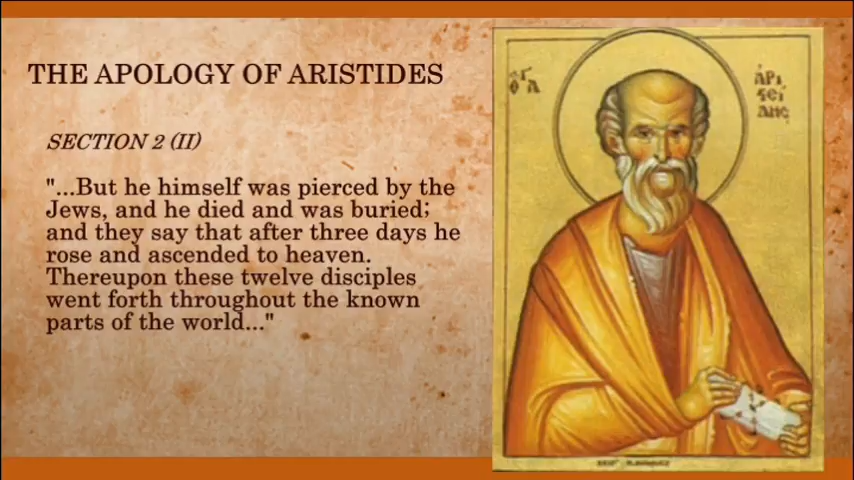 THE APOLOGY OF ARISTIDES
SECTION 2 (II)
"...But he himself was pierced by the
Jews, and he died and was buried;
and they say that after three days he
rose and ascended to heaven.
Thereupon these twelve disciples
went forth throughout the known
parts of the world..."
ἈΡΙ